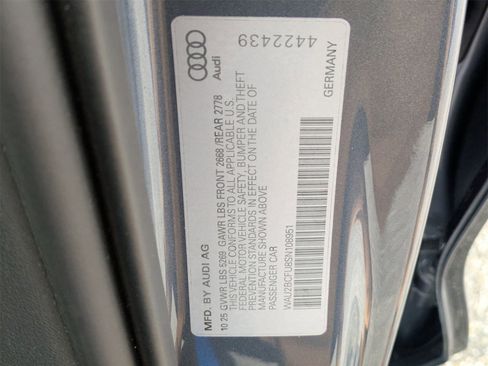 4422439
Audi
GERMANY
MFD. BY AUDI AG
10 25 GVWR LBS 5269 GAWR LBS FRONT 2668 /REAR 2778
THIS VEHICLE CONFORMS TO ALL APPLICABLE U.S.
FEDERAL MOTOR VEHICLE SAFETY, BUMPER AND THEFT
PREVENTION STANDARDS IN EFFECT ON THE DATE OF
MANUFACTURE SHOWN ABOVE
PASSENGER CAR
WAU2BCFU8SN108951